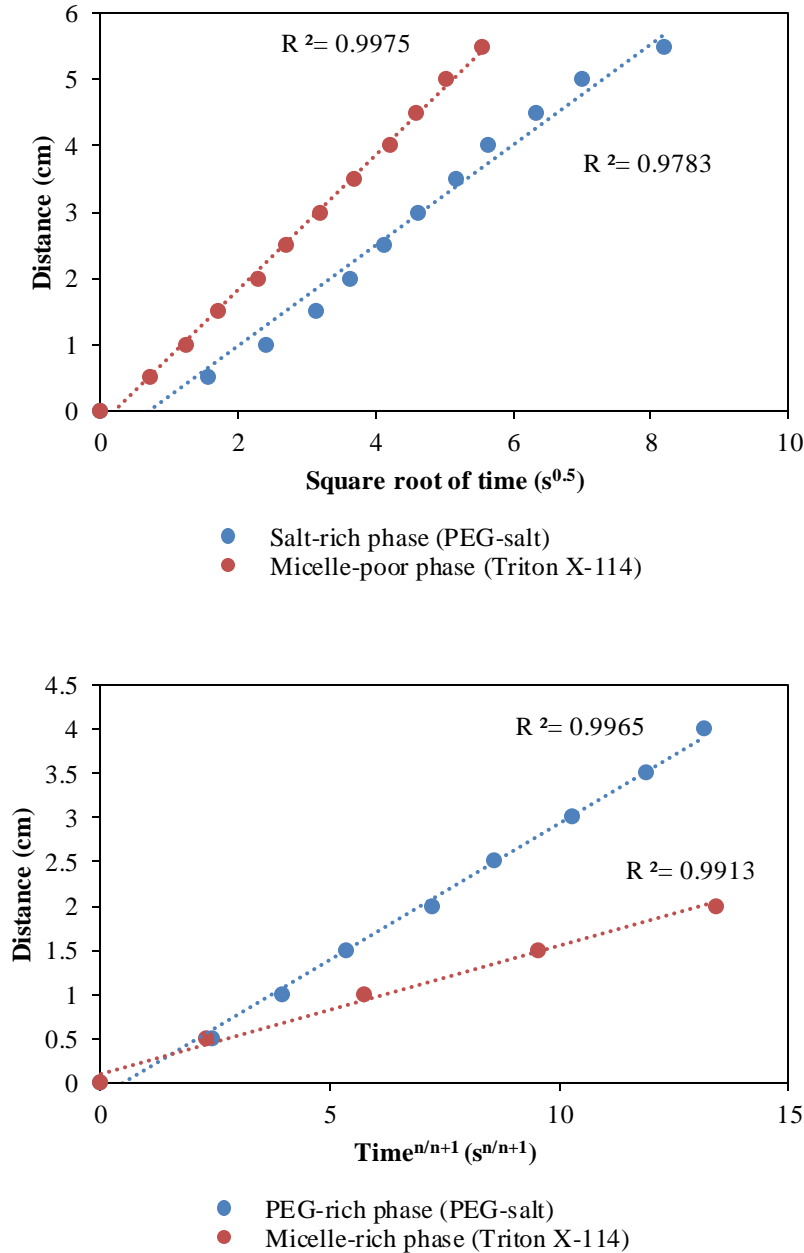 6
5
4
3
2
1
0
Distance (cm)
R ²= 0.9975
R ²= 0.9783
0 2 4 6 8 10
Square root of time (s^0.5)
Salt-rich phase (PEG-salt)
Micelle-poor phase (Triton X-114)
4.5
4
3.5
3
2.5
2
1.5
1
0.5
0
Distance (cm)
R ²= 0.9965
R ²= 0.9913
0 5 10 15
Time^n/n+1 (s^n/n+1)
PEG-rich phase (PEG-salt)
Micelle-rich phase (Triton X-114)